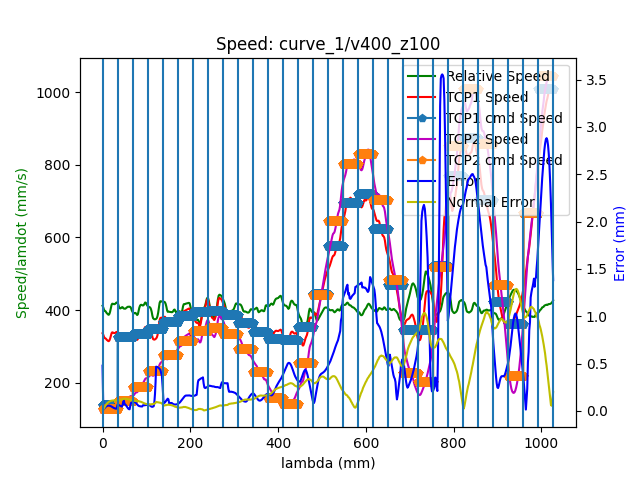 Speed: curve_1/v400_z100
Relative Speed
TCP1 Speed
TCP1 cmd Speed
TCP2 Speed
TCP2 cmd Speed
Error
Normal Error
Speed/lamdot (mm/s)
1000
800
600
400
200
3.5
3.0
2.5
2.0
1.5
1.0
0.5
0.0
Error (mm)
0
200
400
600
800
1000
lambda (mm)